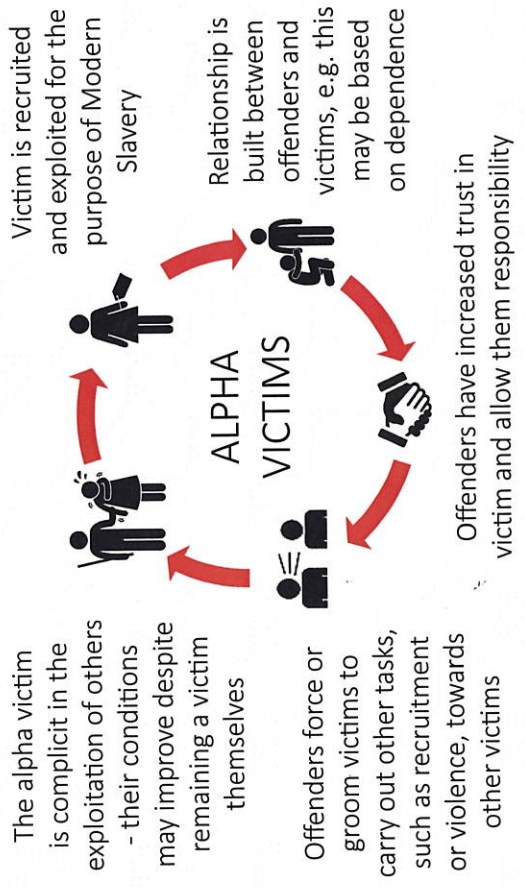 ALPHA
VICTIMS
Victim is recruited
and exploited for the
purpose of Modern
Slavery
Relationship is
built between
offenders and
victims, e.g. this
may be based
on dependence
Offenders have increased trust in
victim and allow them responsibility
Offenders force or
groom victims to
carry out other tasks,
such as recruitment
or violence, towards
other victims
The alpha victim
is complicit in the
exploitation of others
- their conditions
may improve despite
remaining a victim
themselves